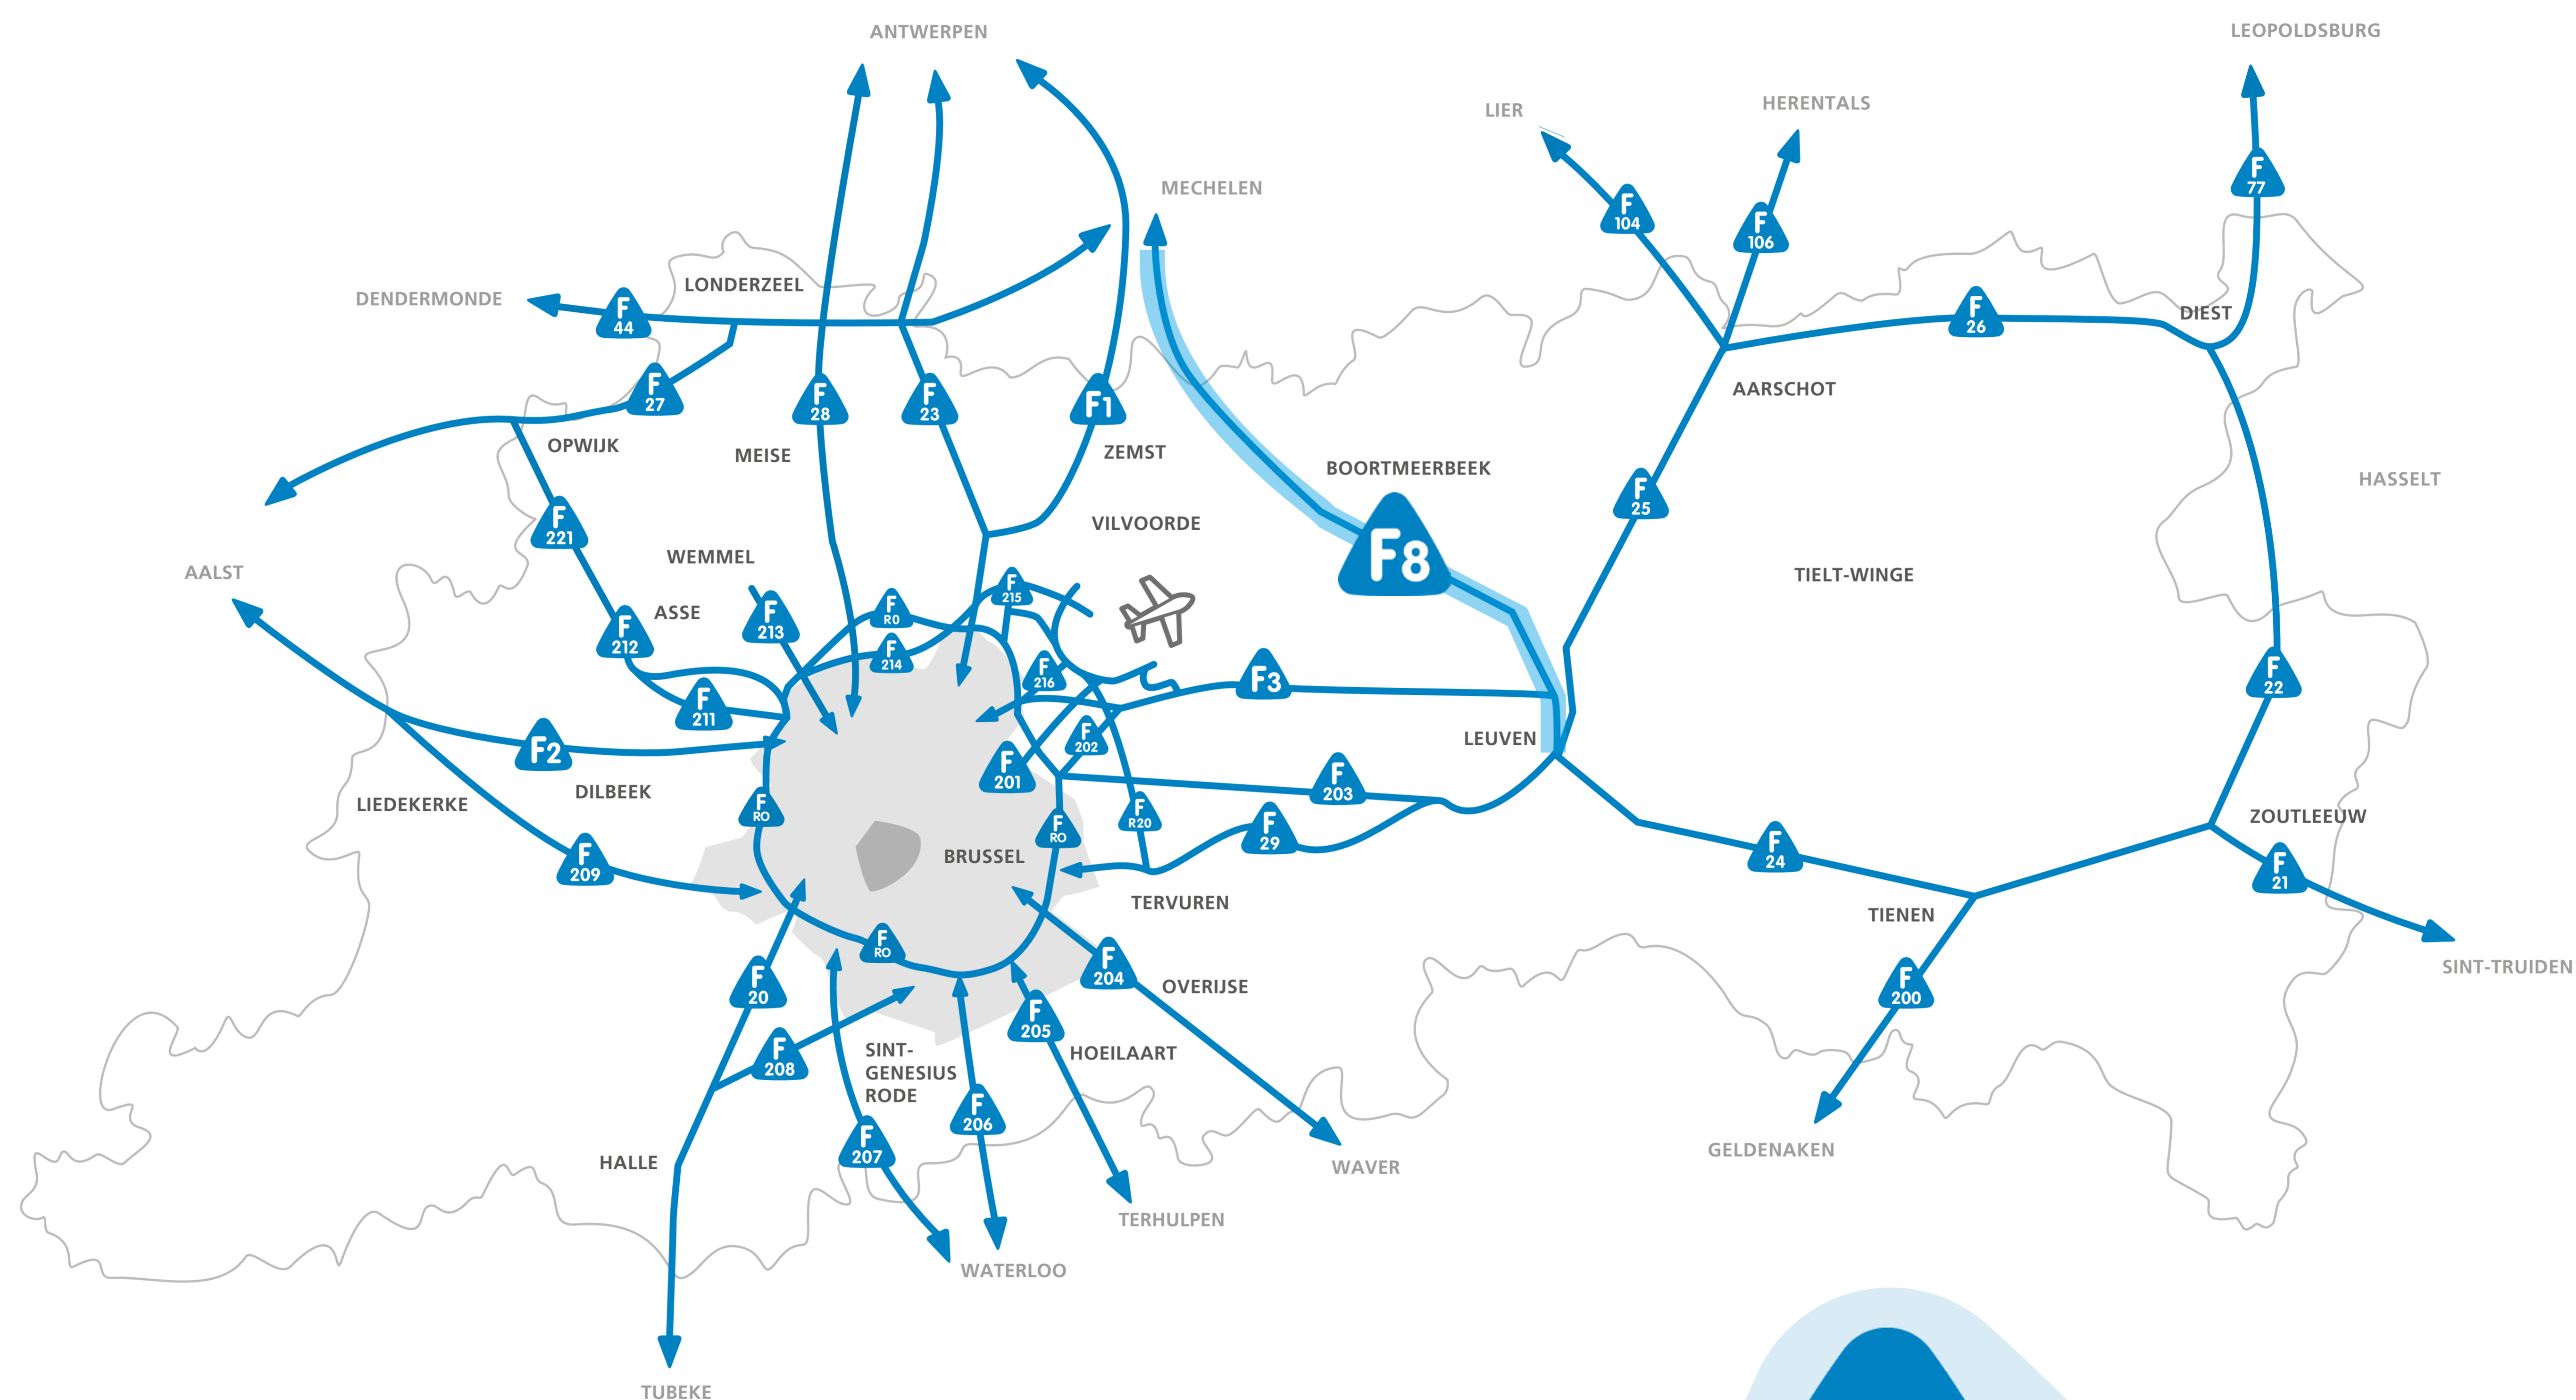 ANTWERPEN
LEOPOLDSBURG
LIER
HERENTALS
MECHELEN
F
77
F
104
F
106
LONDERZEEL
DENDERMONDE
F
44
F
26
DIEST
F
27
F
28
F
23
F1
AARSCHOT
OPWIJK
MEISE
ZEMST
BOORTMEERBEEK
HASSELT
F
221
VILVOORDE
F8
F
25
WEMMEL
AALST
TIELT-WINGE
ASSE
F
212
F
213
F
R0
F
215
F
214
F
216
F3
F
22
F
211
F2
F
202
LEUVEN
F
201
F
203
DILBEEK
LIEDEKERKE
F
RO
F
RO
F
R20
F
29
ZOUTLEEUW
F
209
BRUSSEL
F
24
F
21
TERVUREN
TIENEN
F
RO
F
20
F
204
OVERIJSE
F
200
SINT-TRUIDEN
F
205
F
208
SINT-
GENESIUS
RODE
HOEILAART
F
206
F
207
HALLE
GELDENAKEN
WAVER
TERHULPEN
WATERLOO
TUBEKE